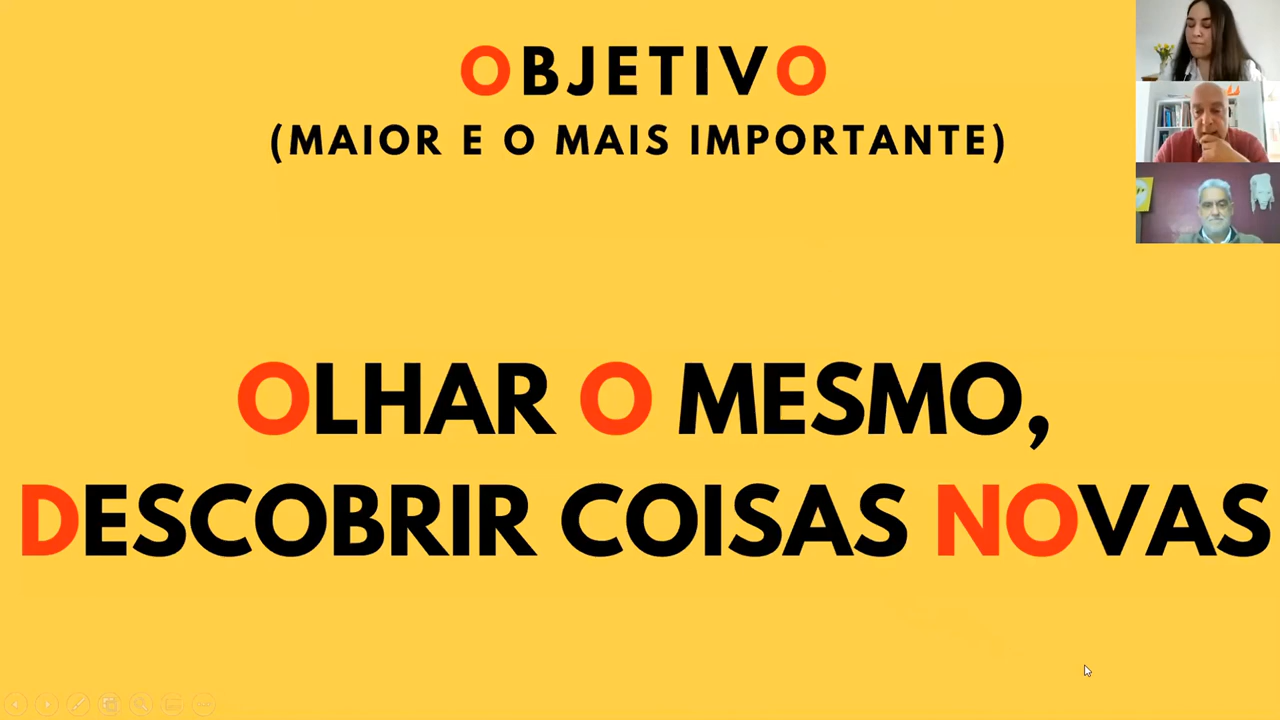 OBJETIVO
(MAIOR E O MAIS IMPORTANTE)
OLHAR O MESMO,
DESCOBRIR COISAS NOVAS